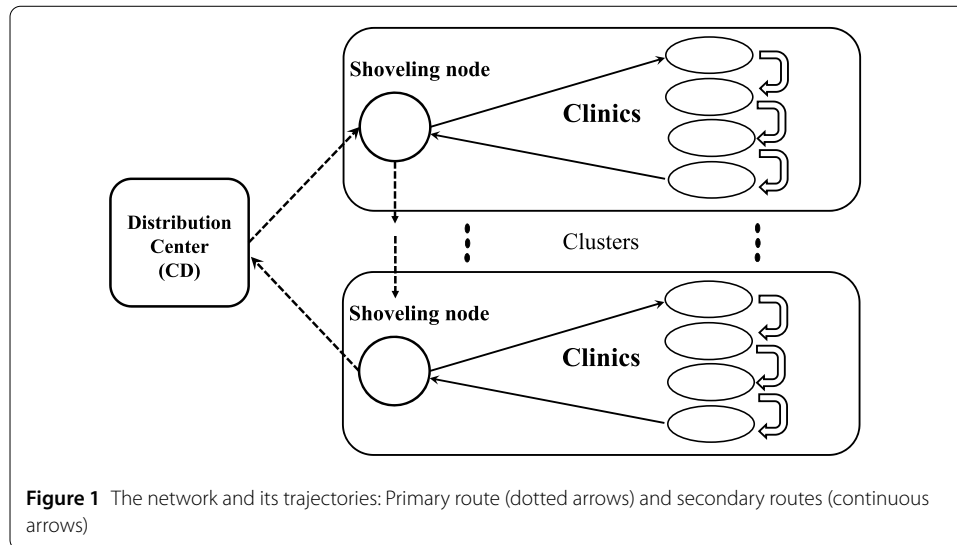 Shoveling node
Clinics
Distribution
Center
(CD)
Clusters
Shoveling node
Clinics
Figure 1 The network and its trajectories: Primary route (dotted arrows) and secondary routes (continuous
arrows)